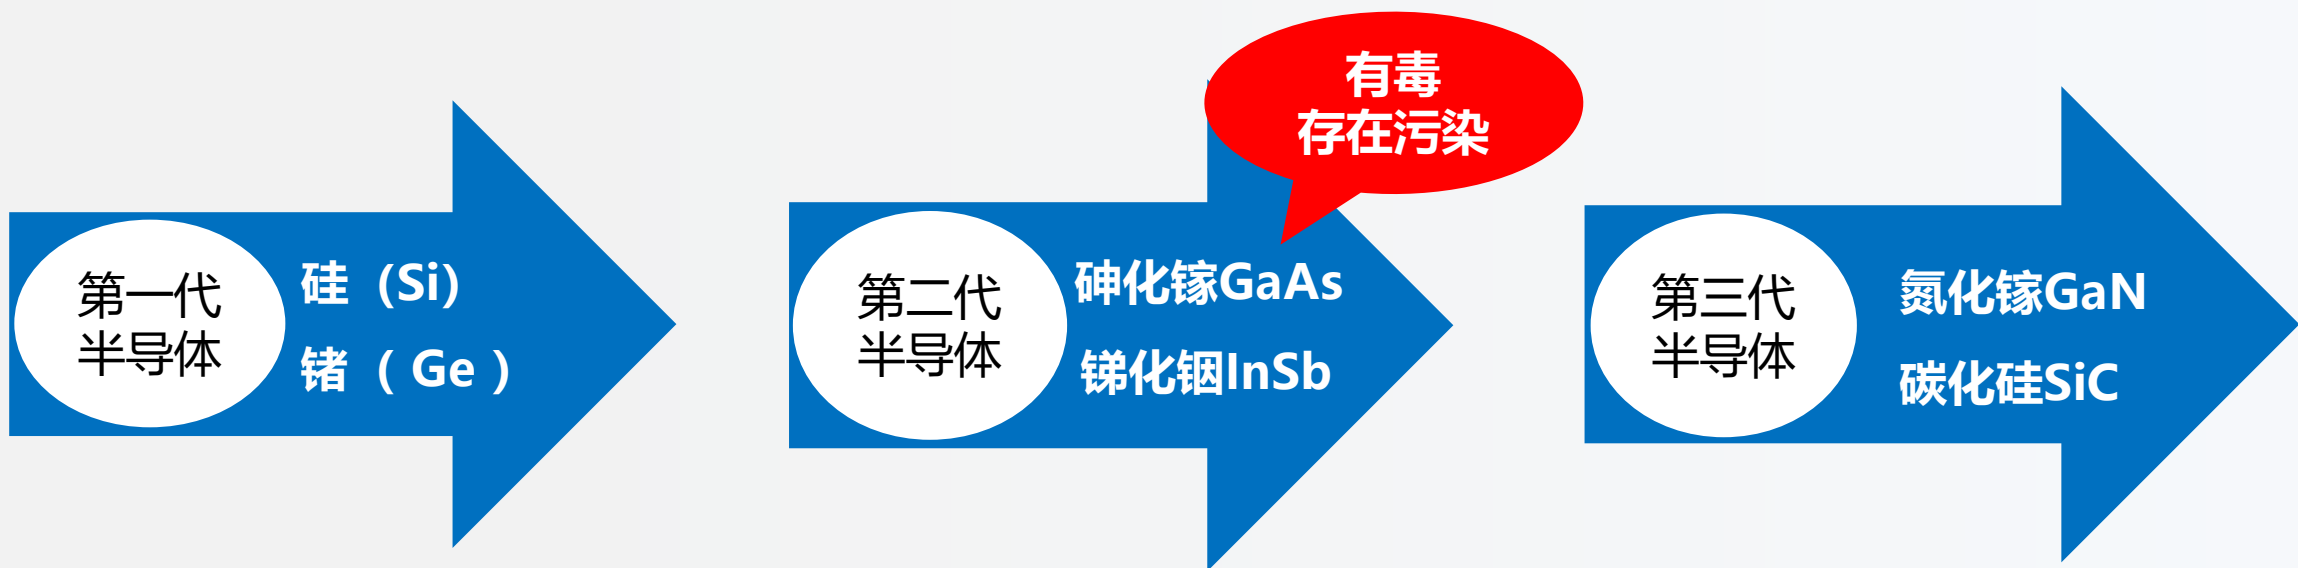 第一代
半导体
硅（Si）
锗（ Ge ）
有毒
存在污染
第二代
半导体
砷化镓GaAs
锑化铟InSb
第三代
半导体
氮化镓GaN
碳化硅SiC